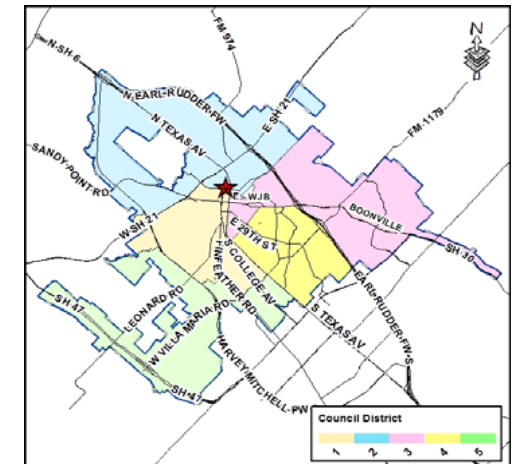 FM 974
N
N-SH-6
N-EARL-RUDDER-FW
E SH 21
N TEXAS AV
FM-1179
SANDY-POINT-RD
E WJB
BOONVILLE
W-SH 21
E 29TH ST.
SH 30
S COLLEGE AV
FINFEATHER RD
EARL-RUDDER-FW-S
LEONARD RD
SH 47
W VILLA MARIA-RD
S TEXAS AV
HARVEY-MITCHELL-PW
SH-47
Council District
1 2 3 4 5